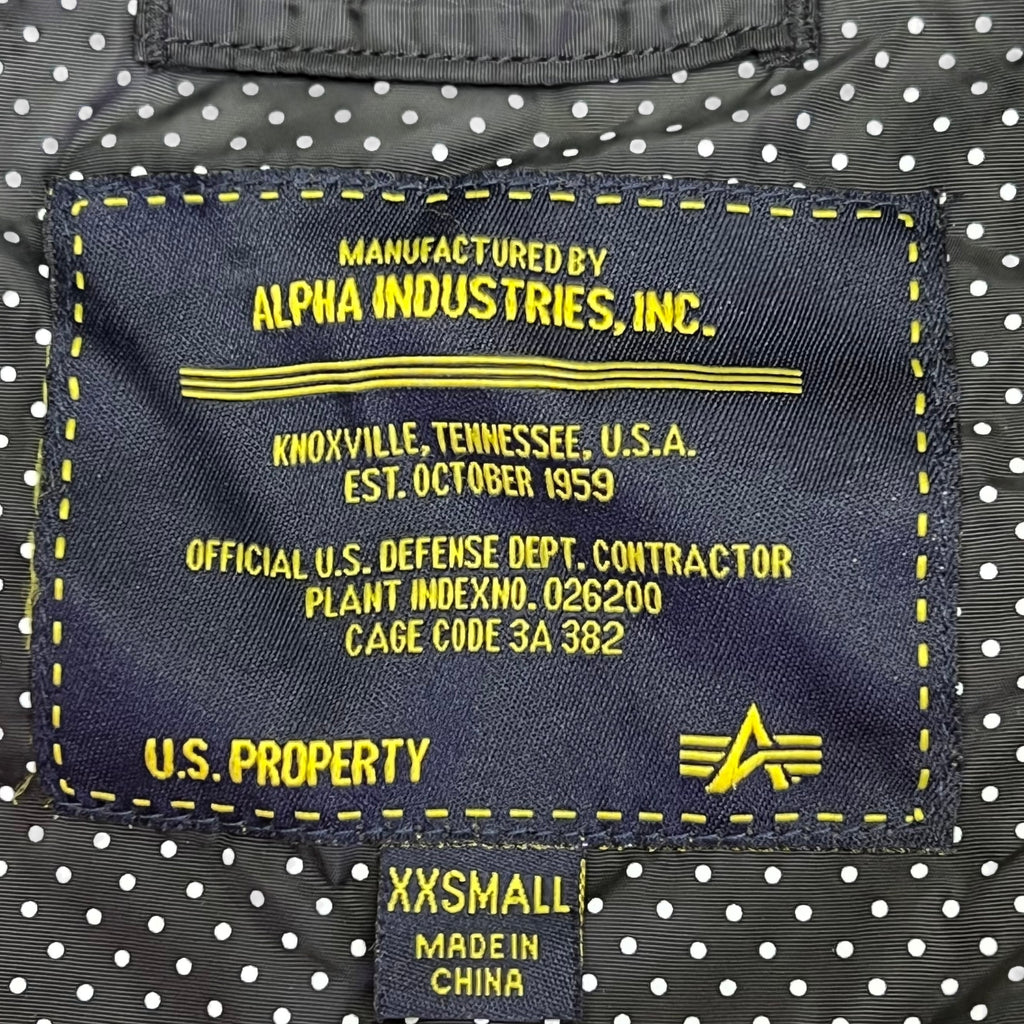 MANUFACTURED BY
ALPHA INDUSTRIES, INC.
KNOXVILLE, TENNESSEE, U.S.A.
EST. OCTOBER 1959
OFFICIAL U.S. DEFENSE DEPT. CONTRACTOR
PLANT INDEXNO. 026200
CAGE CODE 3A 382
U.S. PROPERTY
A
XXSMALL
MADE IN
CHINA